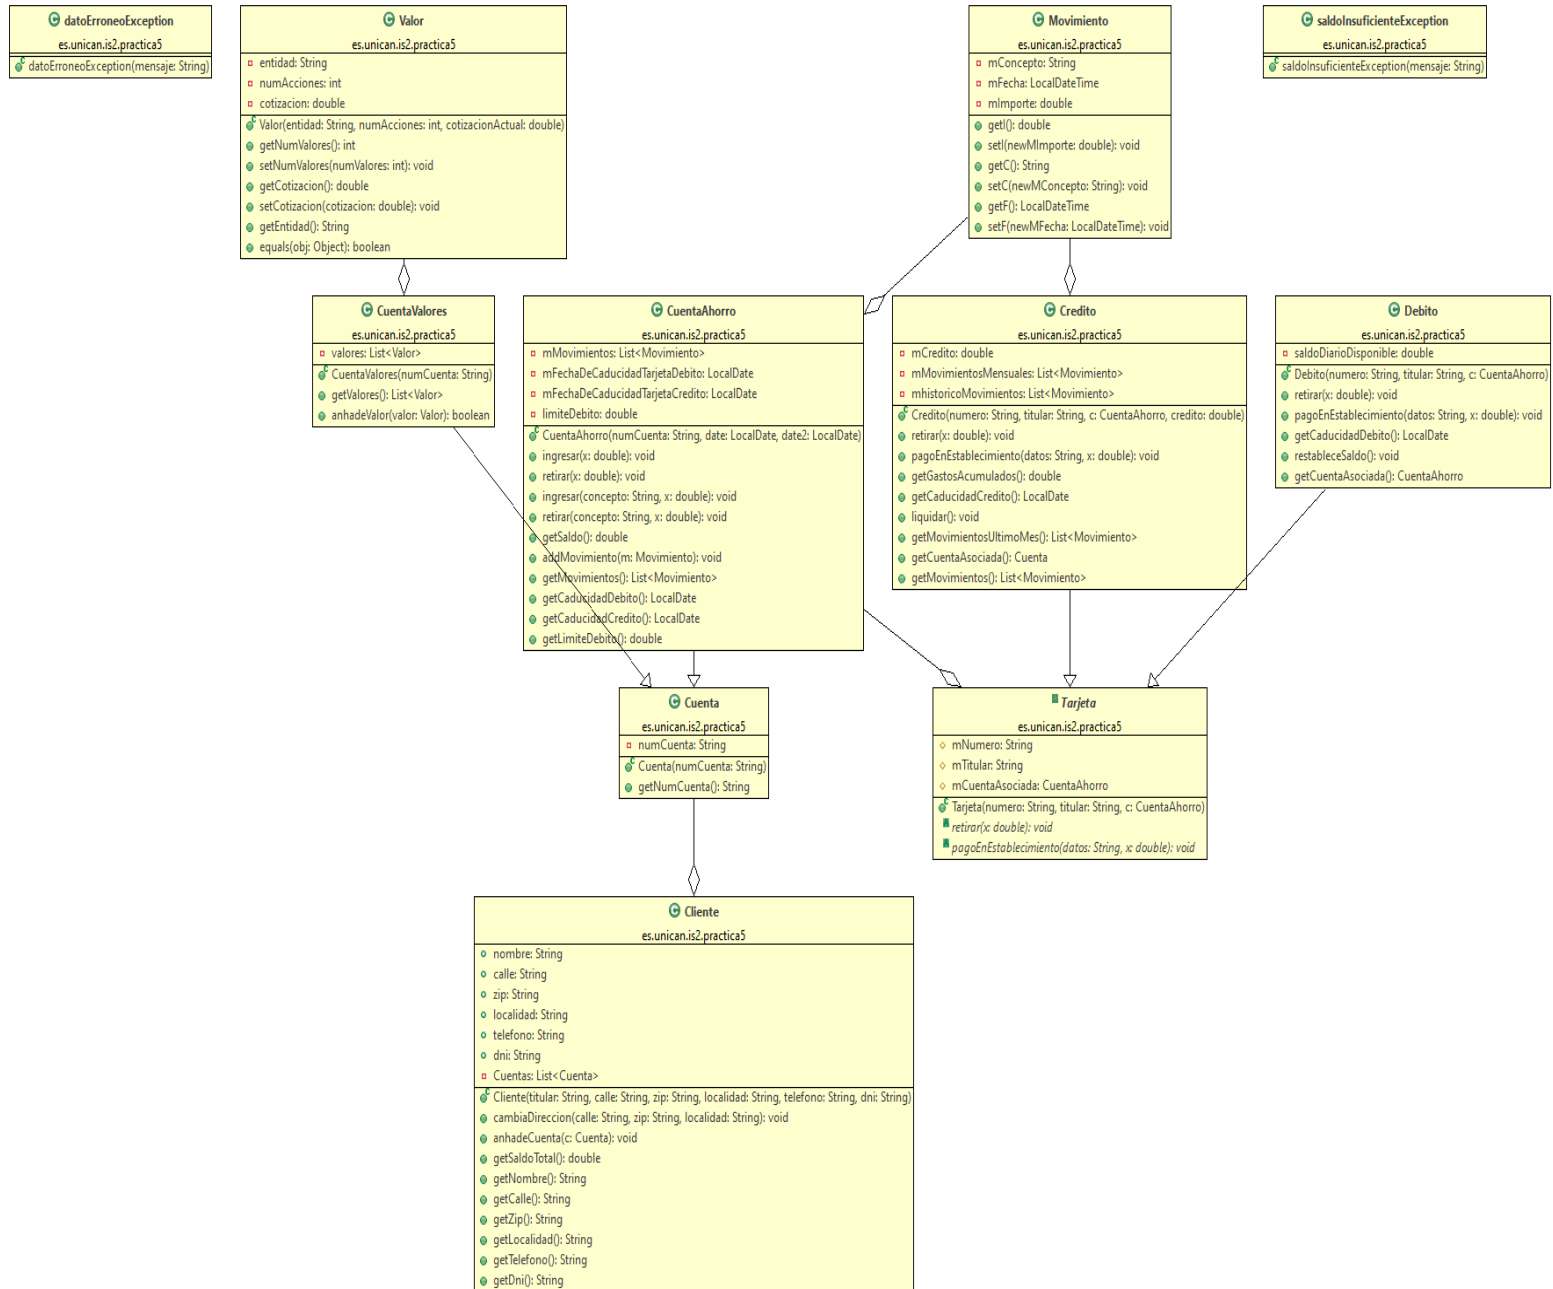 datoErroneoException
es.unican.is2.practica5
datoErroneoException(mensaje: String)
Valor
es.unican.is2.practica5
entidad: String
numAcciones: int
cotizacion: double
Valor(entidad: String, numAcciones: int, cotizacionActual: double)
getNumValores(): int
setNumValores(numValores: int): void
getCotizacion(): double
setCotizacion(cotizacion: double): void
getEntidad(): String
equals(obj: Object): boolean
Movimiento
es.unican.is2.practica5
mConcepto: String
mFecha: LocalDateTime
mImporte: double
getI(): double
setI(newMImporte: double): void
getC(): String
setC(newMConcepto: String): void
getF(): LocalDateTime
setF(newMFecha: LocalDateTime): void
saldoInsuficienteException
es.unican.is2.practica5
saldoInsuficienteException(mensaje: String)
CuentaValores
es.unican.is2.practica5
valores: List<Valor>
CuentaValores(numCuenta: String)
getValores(): List<Valor>
anhadeValor(valor: Valor): boolean
CuentaAhorro
es.unican.is2.practica5
mMovimientos: List<Movimiento>
mFechaDeCaducidadTarjetaDebito: LocalDate
mFechaDeCaducidadTarjetaCredito: LocalDate
limiteDebito: double
CuentaAhorro(numCuenta: String, date: LocalDate, date2: LocalDate)
ingresar(x: double): void
retirar(x: double): void
ingresar(concepto: String, x: double): void
retirar(concepto: String, x: double): void
getSaldo(): double
addMovimiento(m: Movimiento): void
getMovimientos(): List<Movimiento>
getCaducidadDebito(): LocalDate
getCaducidadCredito(): LocalDate
getLimiteDebito(): double
Credito
es.unican.is2.practica5
mCredito: double
mMovimientosMensuales: List<Movimiento>
mhistoricoMovimientos: List<Movimiento>
Credito(numero: String, titular: String, c: CuentaAhorro, credito: double)
retirar(x: double): void
pagoEnEstablecimiento(datos: String, x: double): void
getGastosAcumulados(): double
getCaducidadCredito(): LocalDate
liquidar(): void
getMovimientosUltimoMes(): List<Movimiento>
getCuentaAsociada(): Cuenta
getMovimientos(): List<Movimiento>
Debito
es.unican.is2.practica5
saldoDiarioDisponible: double
Debito(numero: String, titular: String, c: CuentaAhorro)
retirar(x: double): void
pagoEnEstablecimiento(datos: String, x: double): void
getCaducidadDebito(): LocalDate
restableceSaldo(): void
getCuentaAsociada(): CuentaAhorro
Cuenta
es.unican.is2.practica5
numCuenta: String
Cuenta(numCuenta: String)
getNumCuenta(): String
Tarjeta
es.unican.is2.practica5
mNumero: String
mTitular: String
mCuentaAsociada: CuentaAhorro
Tarjeta(numero: String, titular: String, c: CuentaAhorro)
retirar(x: double): void
pagoEnEstablecimiento(datos: String, x: double): void
Cliente
es.unican.is2.practica5
nombre: String
calle: String
zip: String
localidad: String
telefono: String
dni: String
Cuentas: List<Cuenta>
Cliente(titular: String, calle: String, zip: String, localidad: String, telefono: String, dni: String)
cambiaDireccion(calle: String, zip: String, localidad: String): void
anhadeCuenta(c: Cuenta): void
getSaldoTotal(): double
getNombre(): String
getCalle(): String
getZip(): String
getLocalidad(): String
getTelefono(): String
getDni(): String